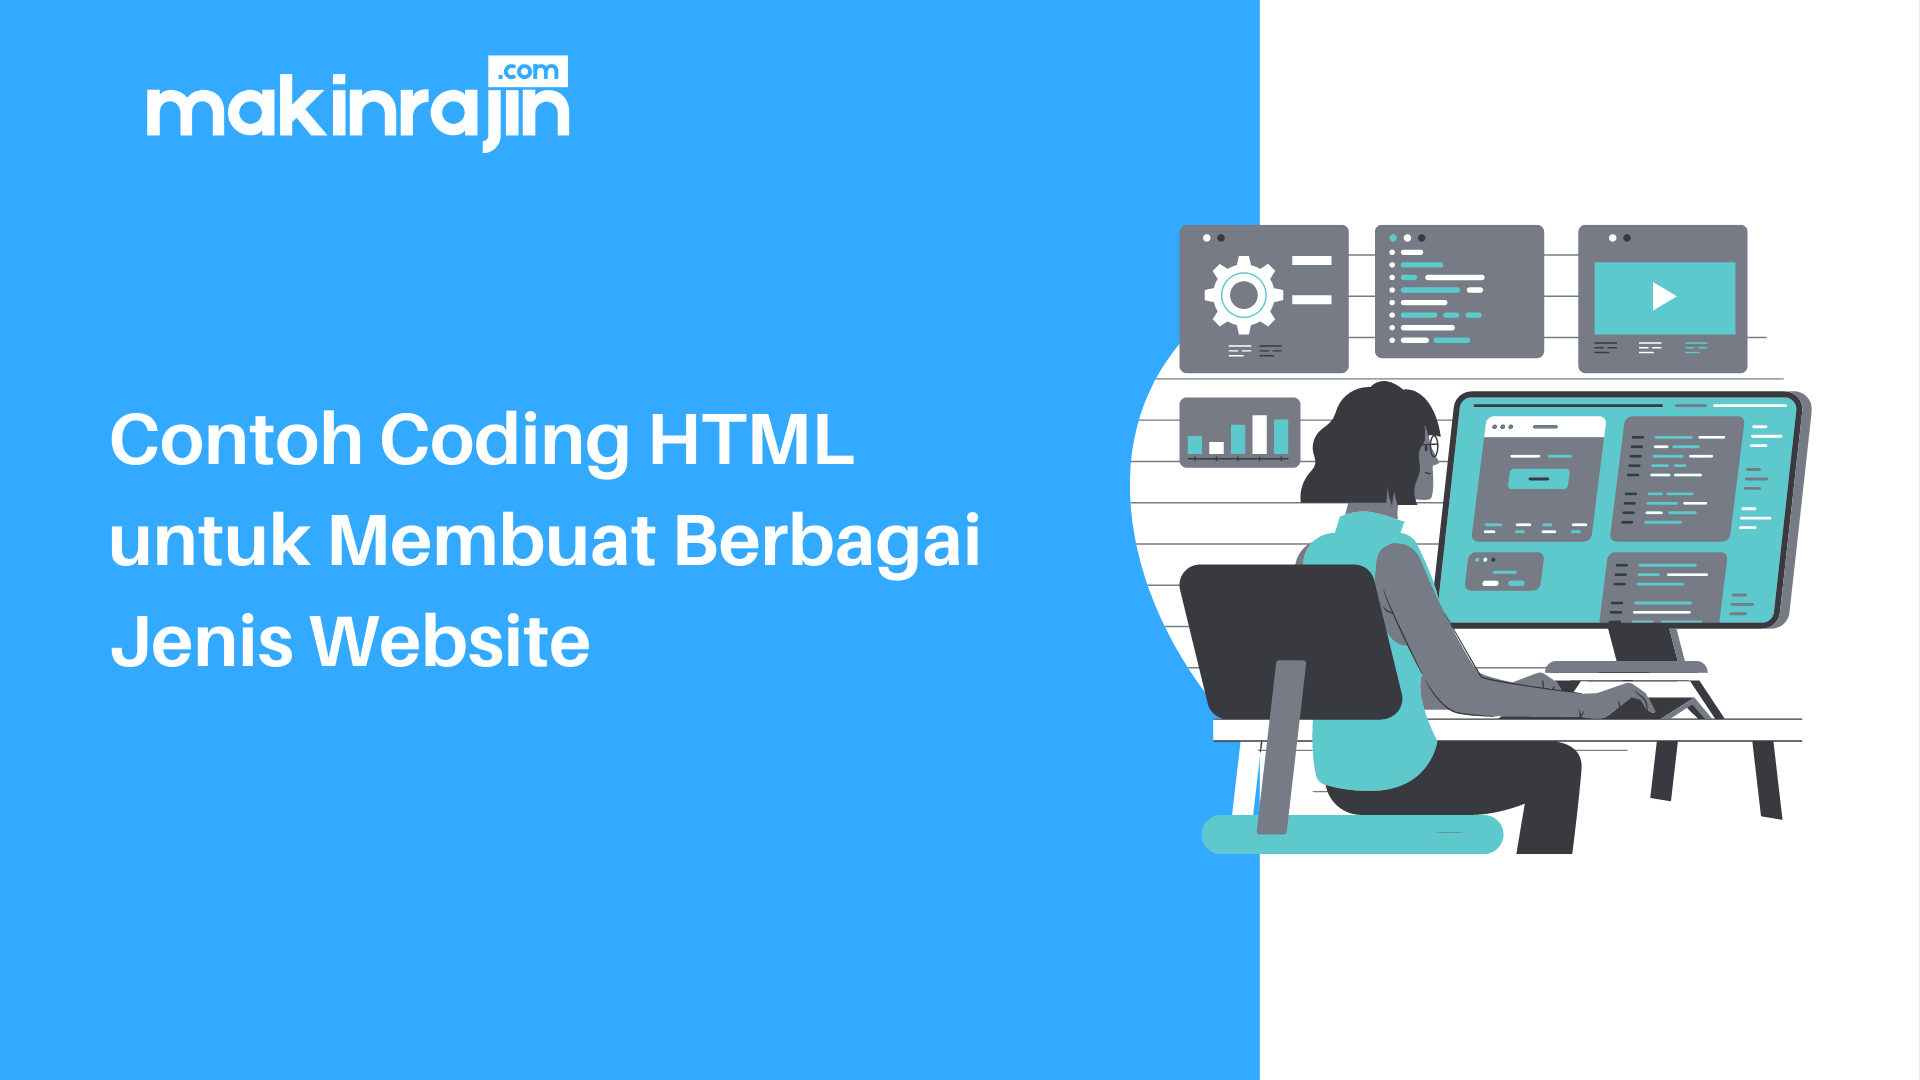 makinrajin
.com
Contoh Coding HTML
untuk Membuat Berbagai
Jenis Website